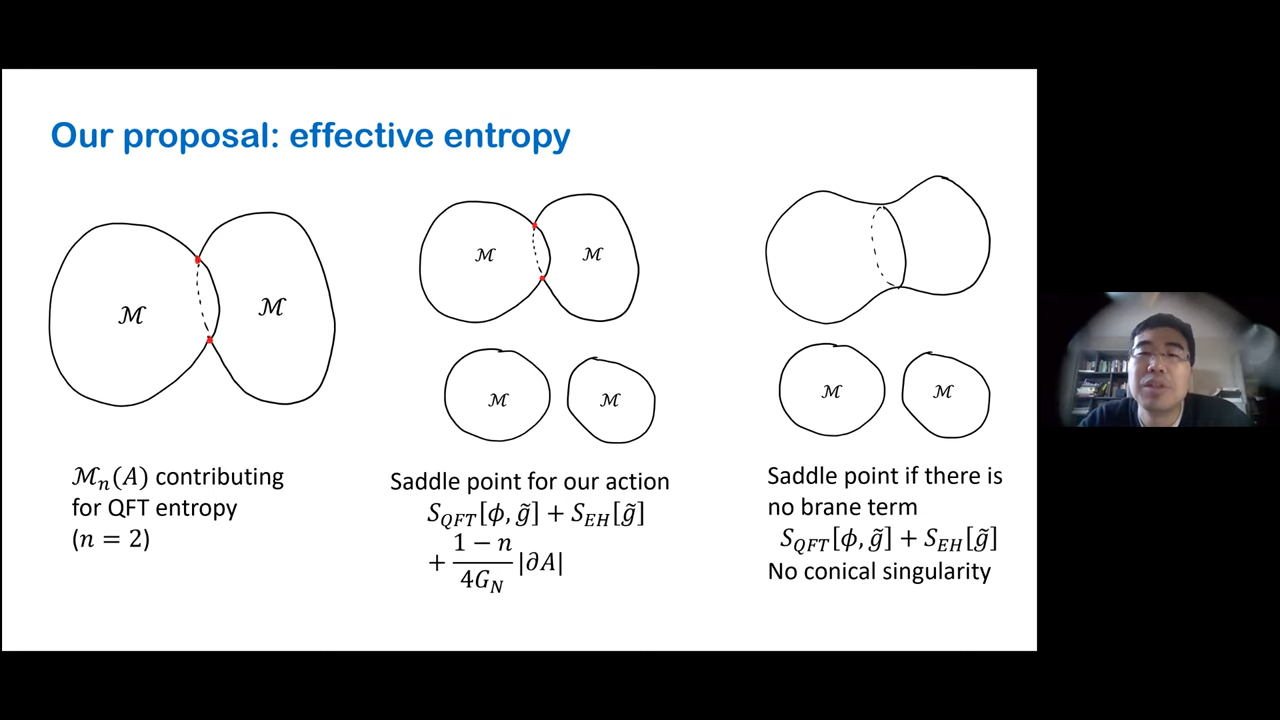 Our proposal: effective entropy
ℳ
ℳ
ℳ
ℳ
ℳ
ℳ
ℳ
ℳ
ℳₙ(A) contributing
for QFT entropy
(n = 2)
Saddle point for our action
S_QFT[ϕ, g̃] + S_EH[g̃]
+ (1 − n)/(4G_N) |∂A|
Saddle point if there is
no brane term
S_QFT[ϕ, g̃] + S_EH[g̃]
No conical singularity